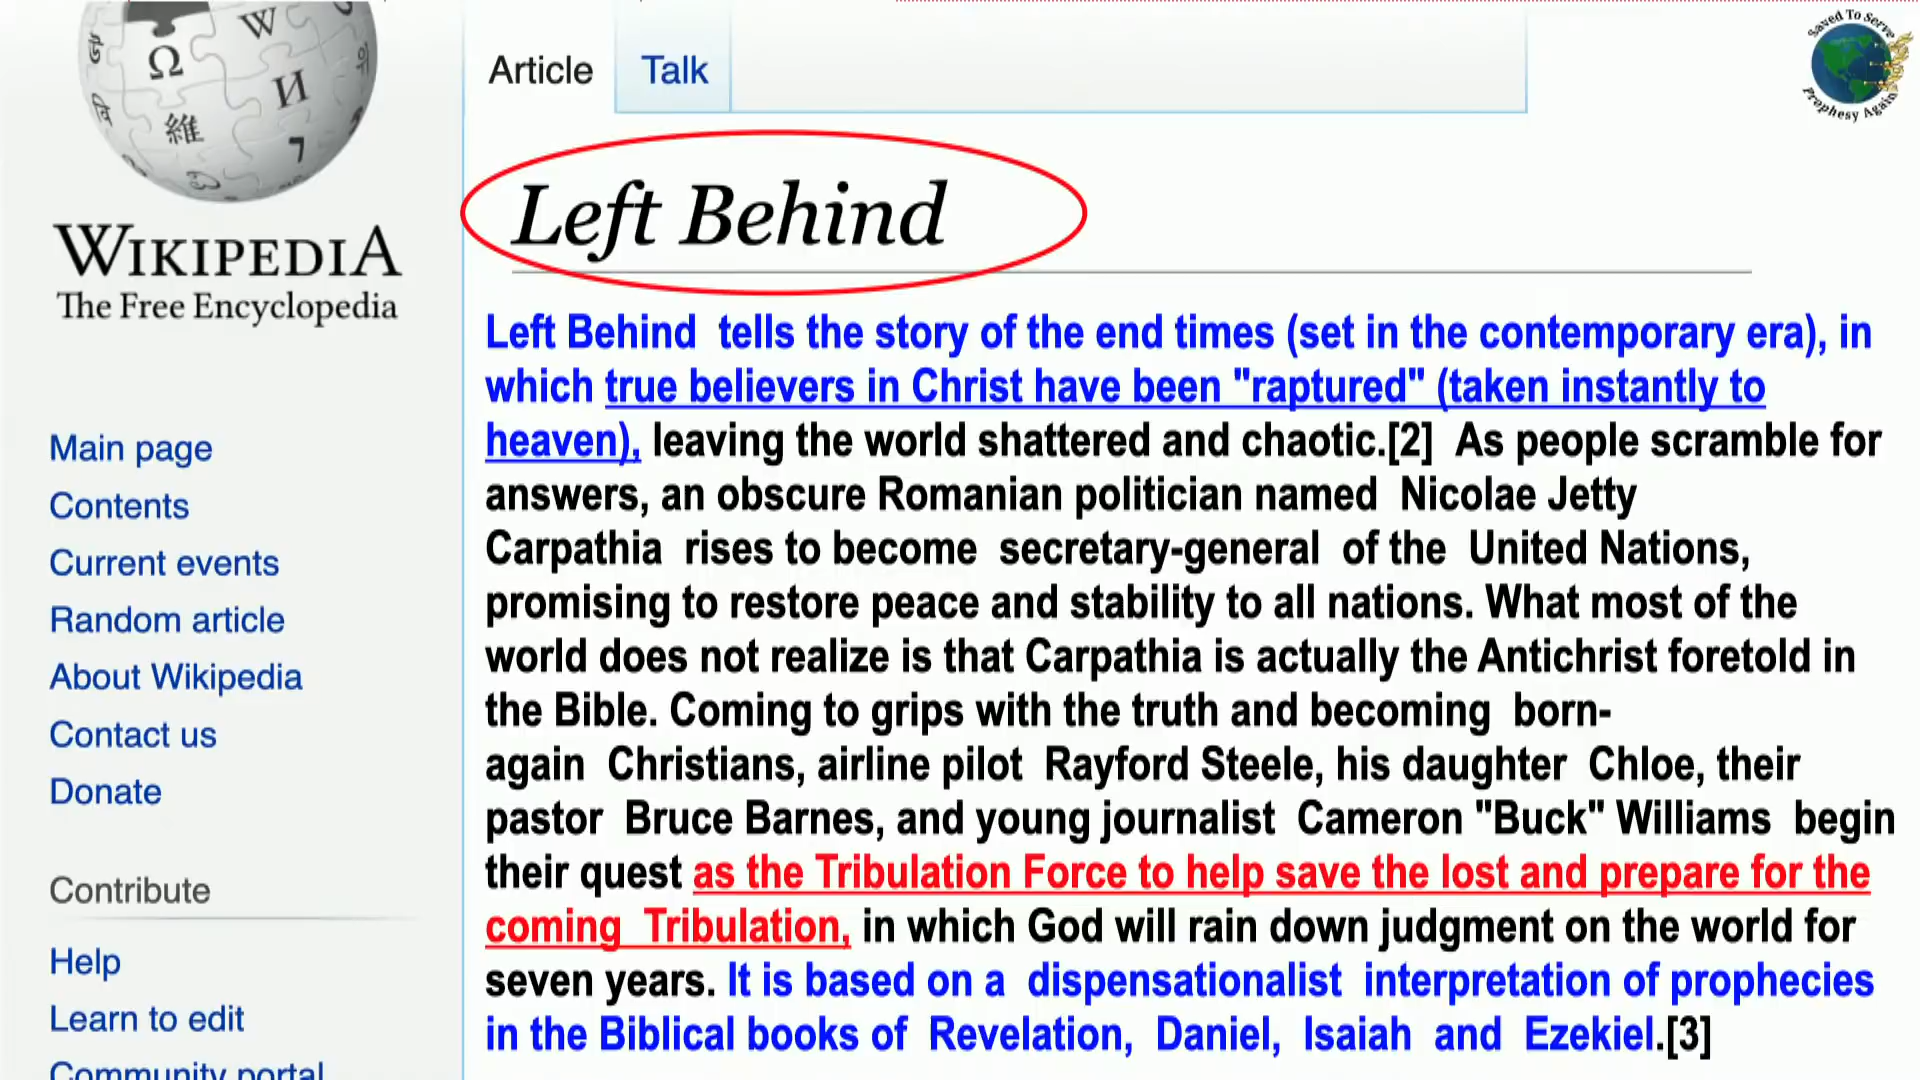 Saved To Serve
Prophesy Again
W
Ω
И
維
7
WIKIPEDIA
The Free Encyclopedia
Main page
Contents
Current events
Random article
About Wikipedia
Contact us
Donate
Contribute
Help
Learn to edit
Community portal
Article
Talk
Left Behind
Left Behind tells the story of the end times (set in the contemporary era), in
which true believers in Christ have been "raptured" (taken instantly to
heaven), leaving the world shattered and chaotic.[2] As people scramble for
answers, an obscure Romanian politician named Nicolae Jetty
Carpathia rises to become secretary-general of the United Nations,
promising to restore peace and stability to all nations. What most of the
world does not realize is that Carpathia is actually the Antichrist foretold in
the Bible. Coming to grips with the truth and becoming born-
again Christians, airline pilot Rayford Steele, his daughter Chloe, their
pastor Bruce Barnes, and young journalist Cameron "Buck" Williams begin
their quest as the Tribulation Force to help save the lost and prepare for the
coming Tribulation, in which God will rain down judgment on the world for
seven years. It is based on a dispensationalist interpretation of prophecies
in the Biblical books of Revelation, Daniel, Isaiah and Ezekiel.[3]